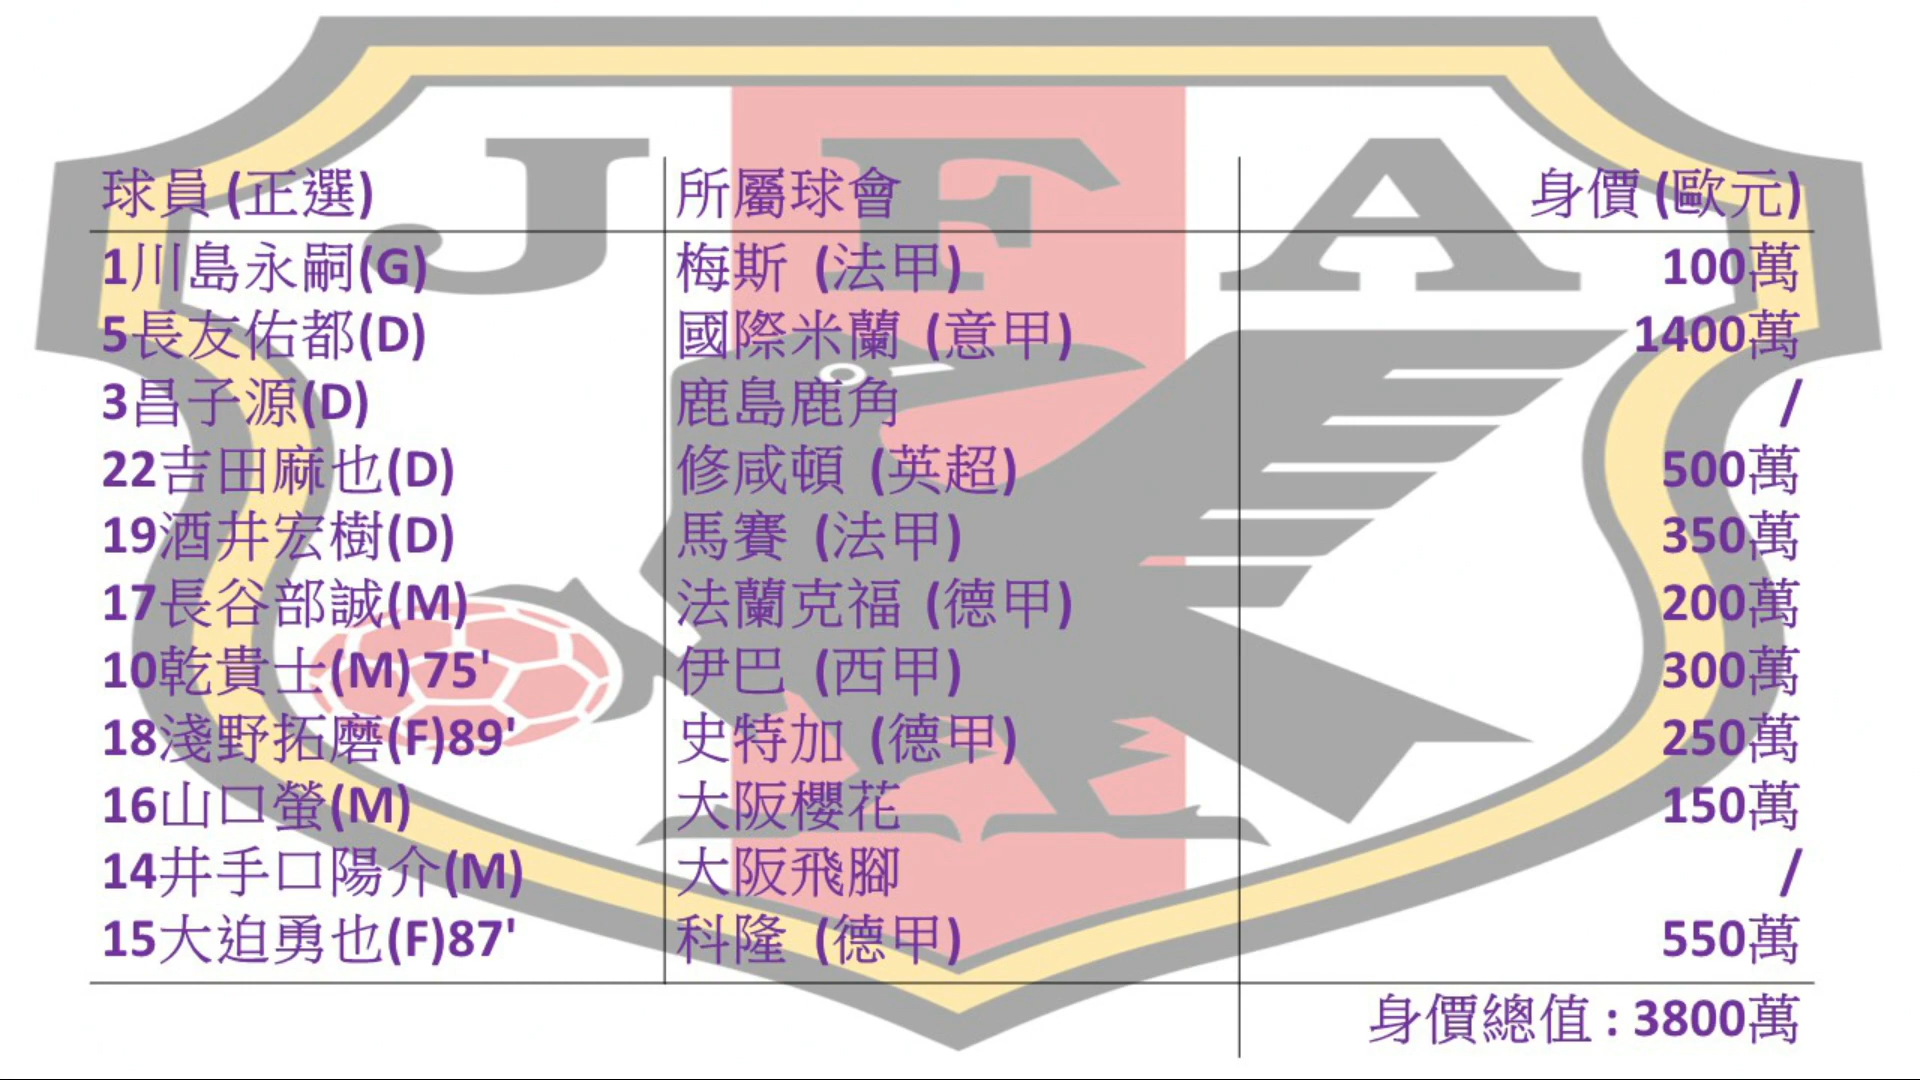 JFA
球員 (正選) 所屬球會 身價 (歐元)
1川島永嗣(G) 梅斯 (法甲) 100萬
5長友佑都(D) 國際米蘭 (意甲) 1400萬
3昌子源(D) 鹿島鹿角 /
22吉田麻也(D) 修咸頓 (英超) 500萬
19酒井宏樹(D) 馬賽 (法甲) 350萬
17長谷部誠(M) 法蘭克福 (德甲) 200萬
10乾貴士(M) 75' 伊巴 (西甲) 300萬
18淺野拓磨(F)89' 史特加 (德甲) 250萬
16山口螢(M) 大阪櫻花 150萬
14井手口陽介(M) 大阪飛腳 /
15大迫勇也(F)87' 科隆 (德甲) 550萬
身價總值 : 3800萬